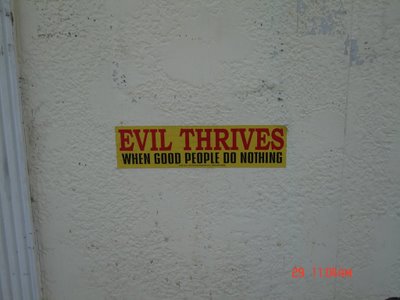 EVIL THRIVES
WHEN GOOD PEOPLE DO NOTHING